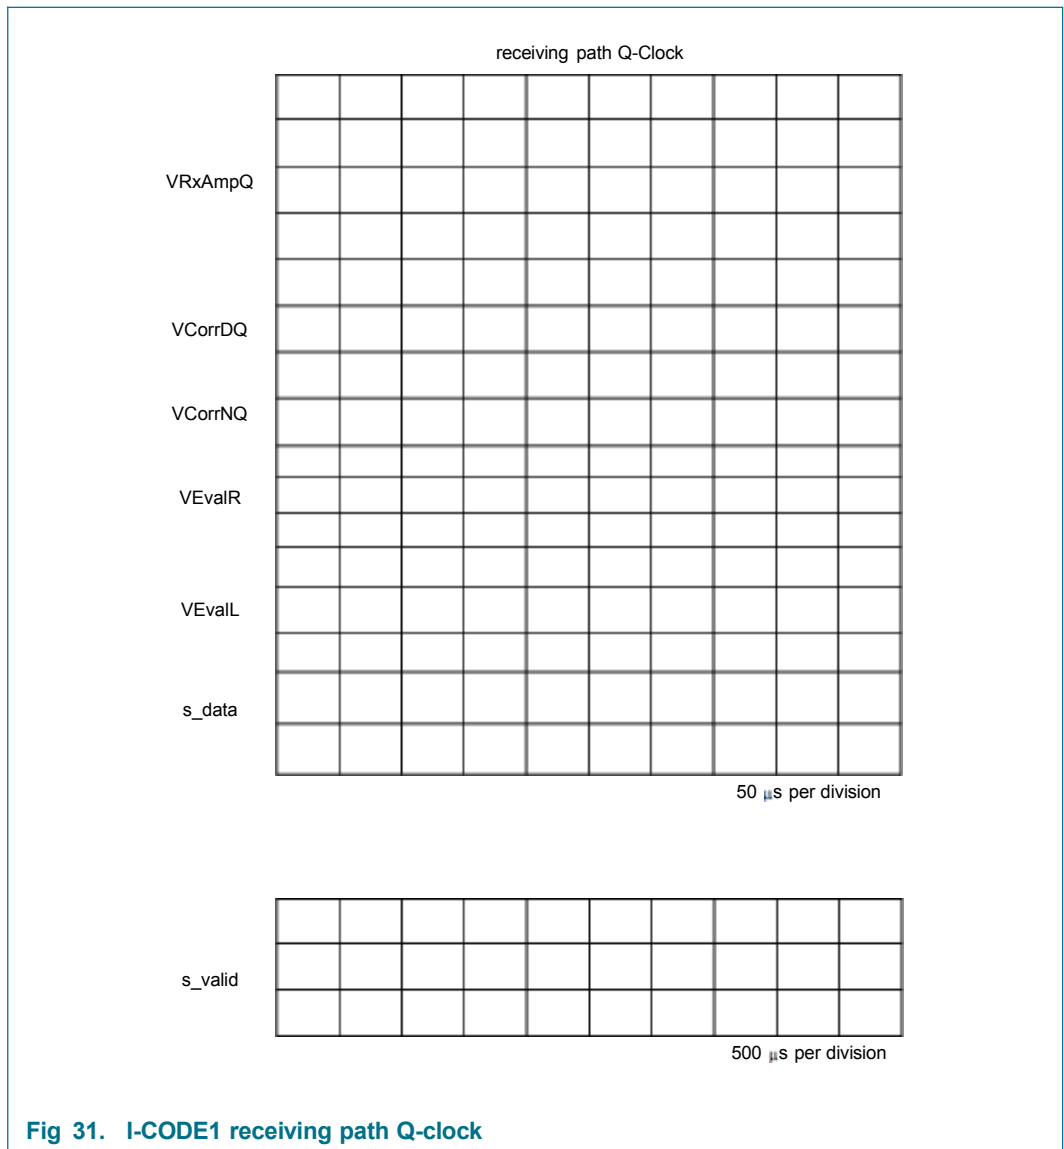 receiving path Q-Clock
VRxAmpQ
VCorrDQ
VCorrNQ
VEvalR
VEvalL
s_data
50 µs per division
s_valid
500 µs per division
Fig 31. I-CODE1 receiving path Q-clock